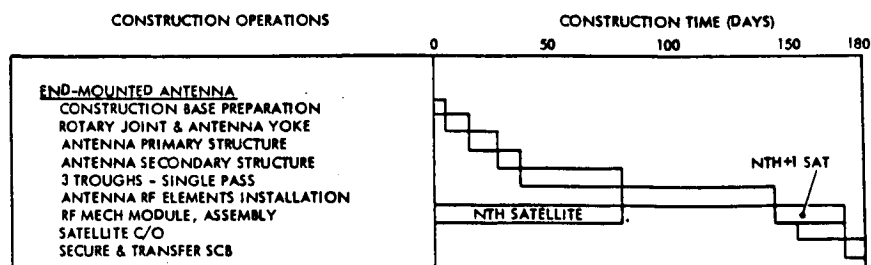 CONSTRUCTION OPERATIONS
CONSTRUCTION TIME (DAYS)
0 50 100 150 180
END-MOUNTED ANTENNA
CONSTRUCTION BASE PREPARATION
ROTARY JOINT & ANTENNA YOKE
ANTENNA PRIMARY STRUCTURE
ANTENNA SECONDARY STRUCTURE
3 TROUGHS - SINGLE PASS
ANTENNA RF ELEMENTS INSTALLATION
RF MECH MODULE, ASSEMBLY
SATELLITE C/O
SECURE & TRANSFER SCB
NTH+1 SAT
NTH SATELLITE